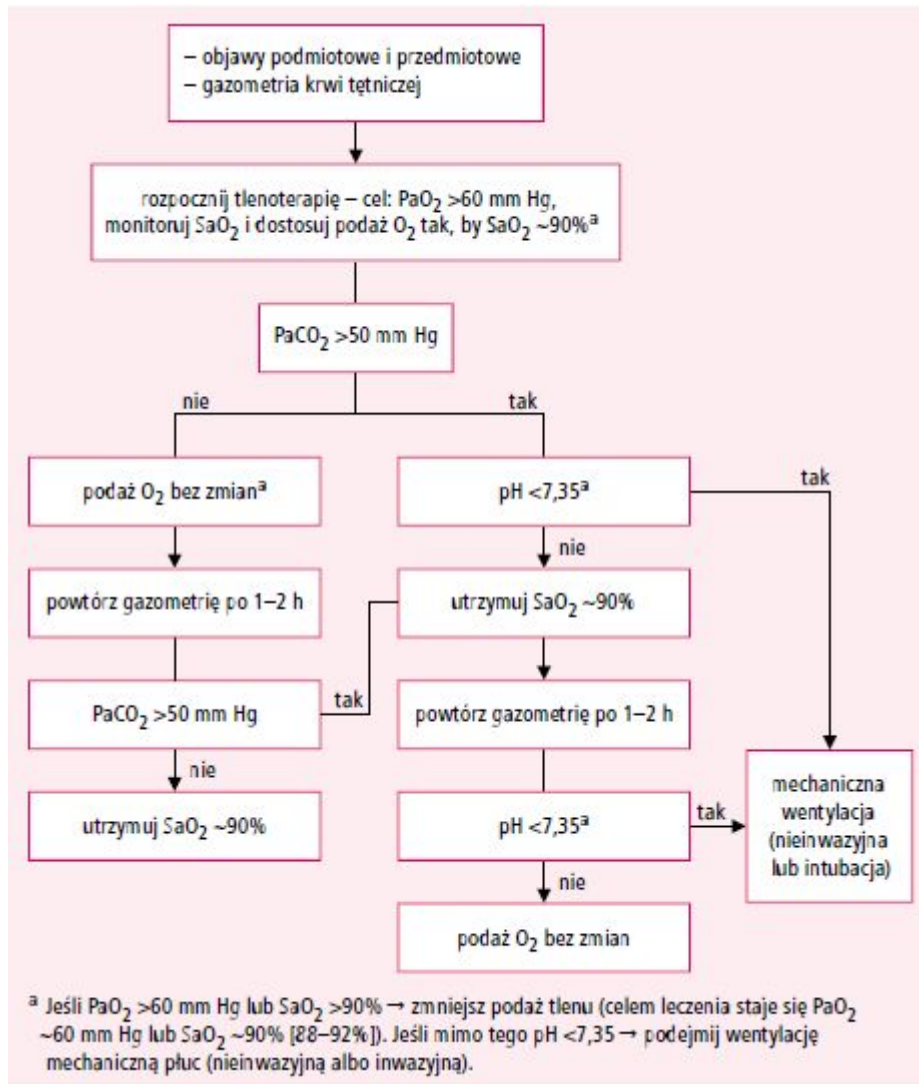 – objawy podmiotowe i przedmiotowe
– gazometria krwi tętniczej
rozpocznij tlenoterapię – cel: PaO₂ >60 mm Hg,
monitoruj SaO₂ i dostosuj podaż O₂ tak, by SaO₂ ~90%ᵃ
PaCO₂ >50 mm Hg
nie
tak
podaż O₂ bez zmianᵃ
pH <7,35ᵃ
tak
nie
powtórz gazometrię po 1–2 h
utrzymuj SaO₂ ~90%
PaCO₂ >50 mm Hg
tak
powtórz gazometrię po 1–2 h
nie
utrzymuj SaO₂ ~90%
pH <7,35ᵃ
tak
mechaniczna
wentylacja
(nieinwazyjna
lub intubacja)
nie
podaż O₂ bez zmian
ᵃ Jeśli PaO₂ >60 mm Hg lub SaO₂ >90% → zmniejsz podaż tlenu (celem leczenia staje się PaO₂
~60 mm Hg lub SaO₂ ~90% [88–92%]). Jeśli mimo tego pH <7,35 → podejmij wentylację
mechaniczną płuc (nieinwazyjną albo inwazyjną).